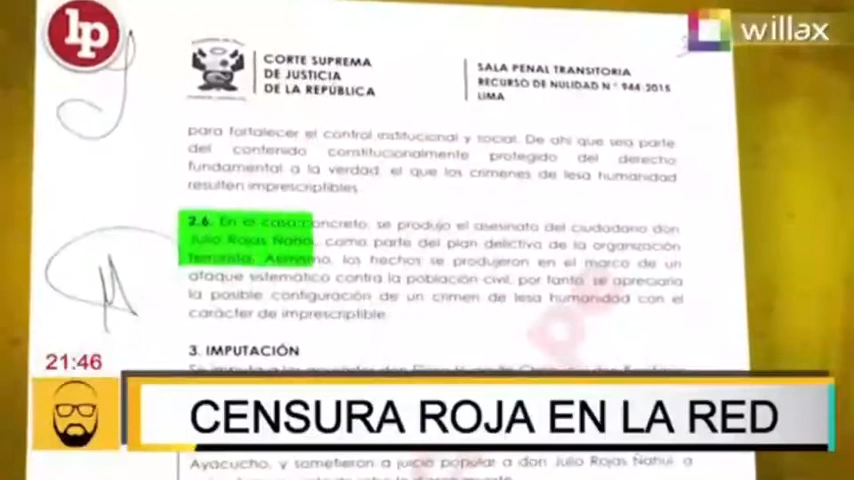 lp
willax
CORTE SUPREMA
DE JUSTICIA
DE LA REPÚBLICA
SALA PENAL TRANSITORIA
RECURSO DE NULIDAD N° 944-2015
LIMA
para fortalecer el control institucional y social. De ahí que sea parte
del contenido constitucionalmente protegido del derecho
fundamental a la verdad, el que los crímenes de lesa humanidad
resulten imprescriptibles.
2.6. En el caso concreto, se produjo el asesinato del ciudadano don
Julio Rojas Ñahui, como parte del plan delictivo de la organización
terrorista. Asimismo, los hechos se produjeron en el marco de un
ataque sistemático contra la población civil, por tanto, se apreciaría
la posible configuración de un crimen de lesa humanidad con el
carácter de imprescriptible.
3. IMPUTACIÓN
21:46
CENSURA ROJA EN LA RED
Ayacucho, y sometieron a juicio popular a don Julio Rojas Ñahui, a